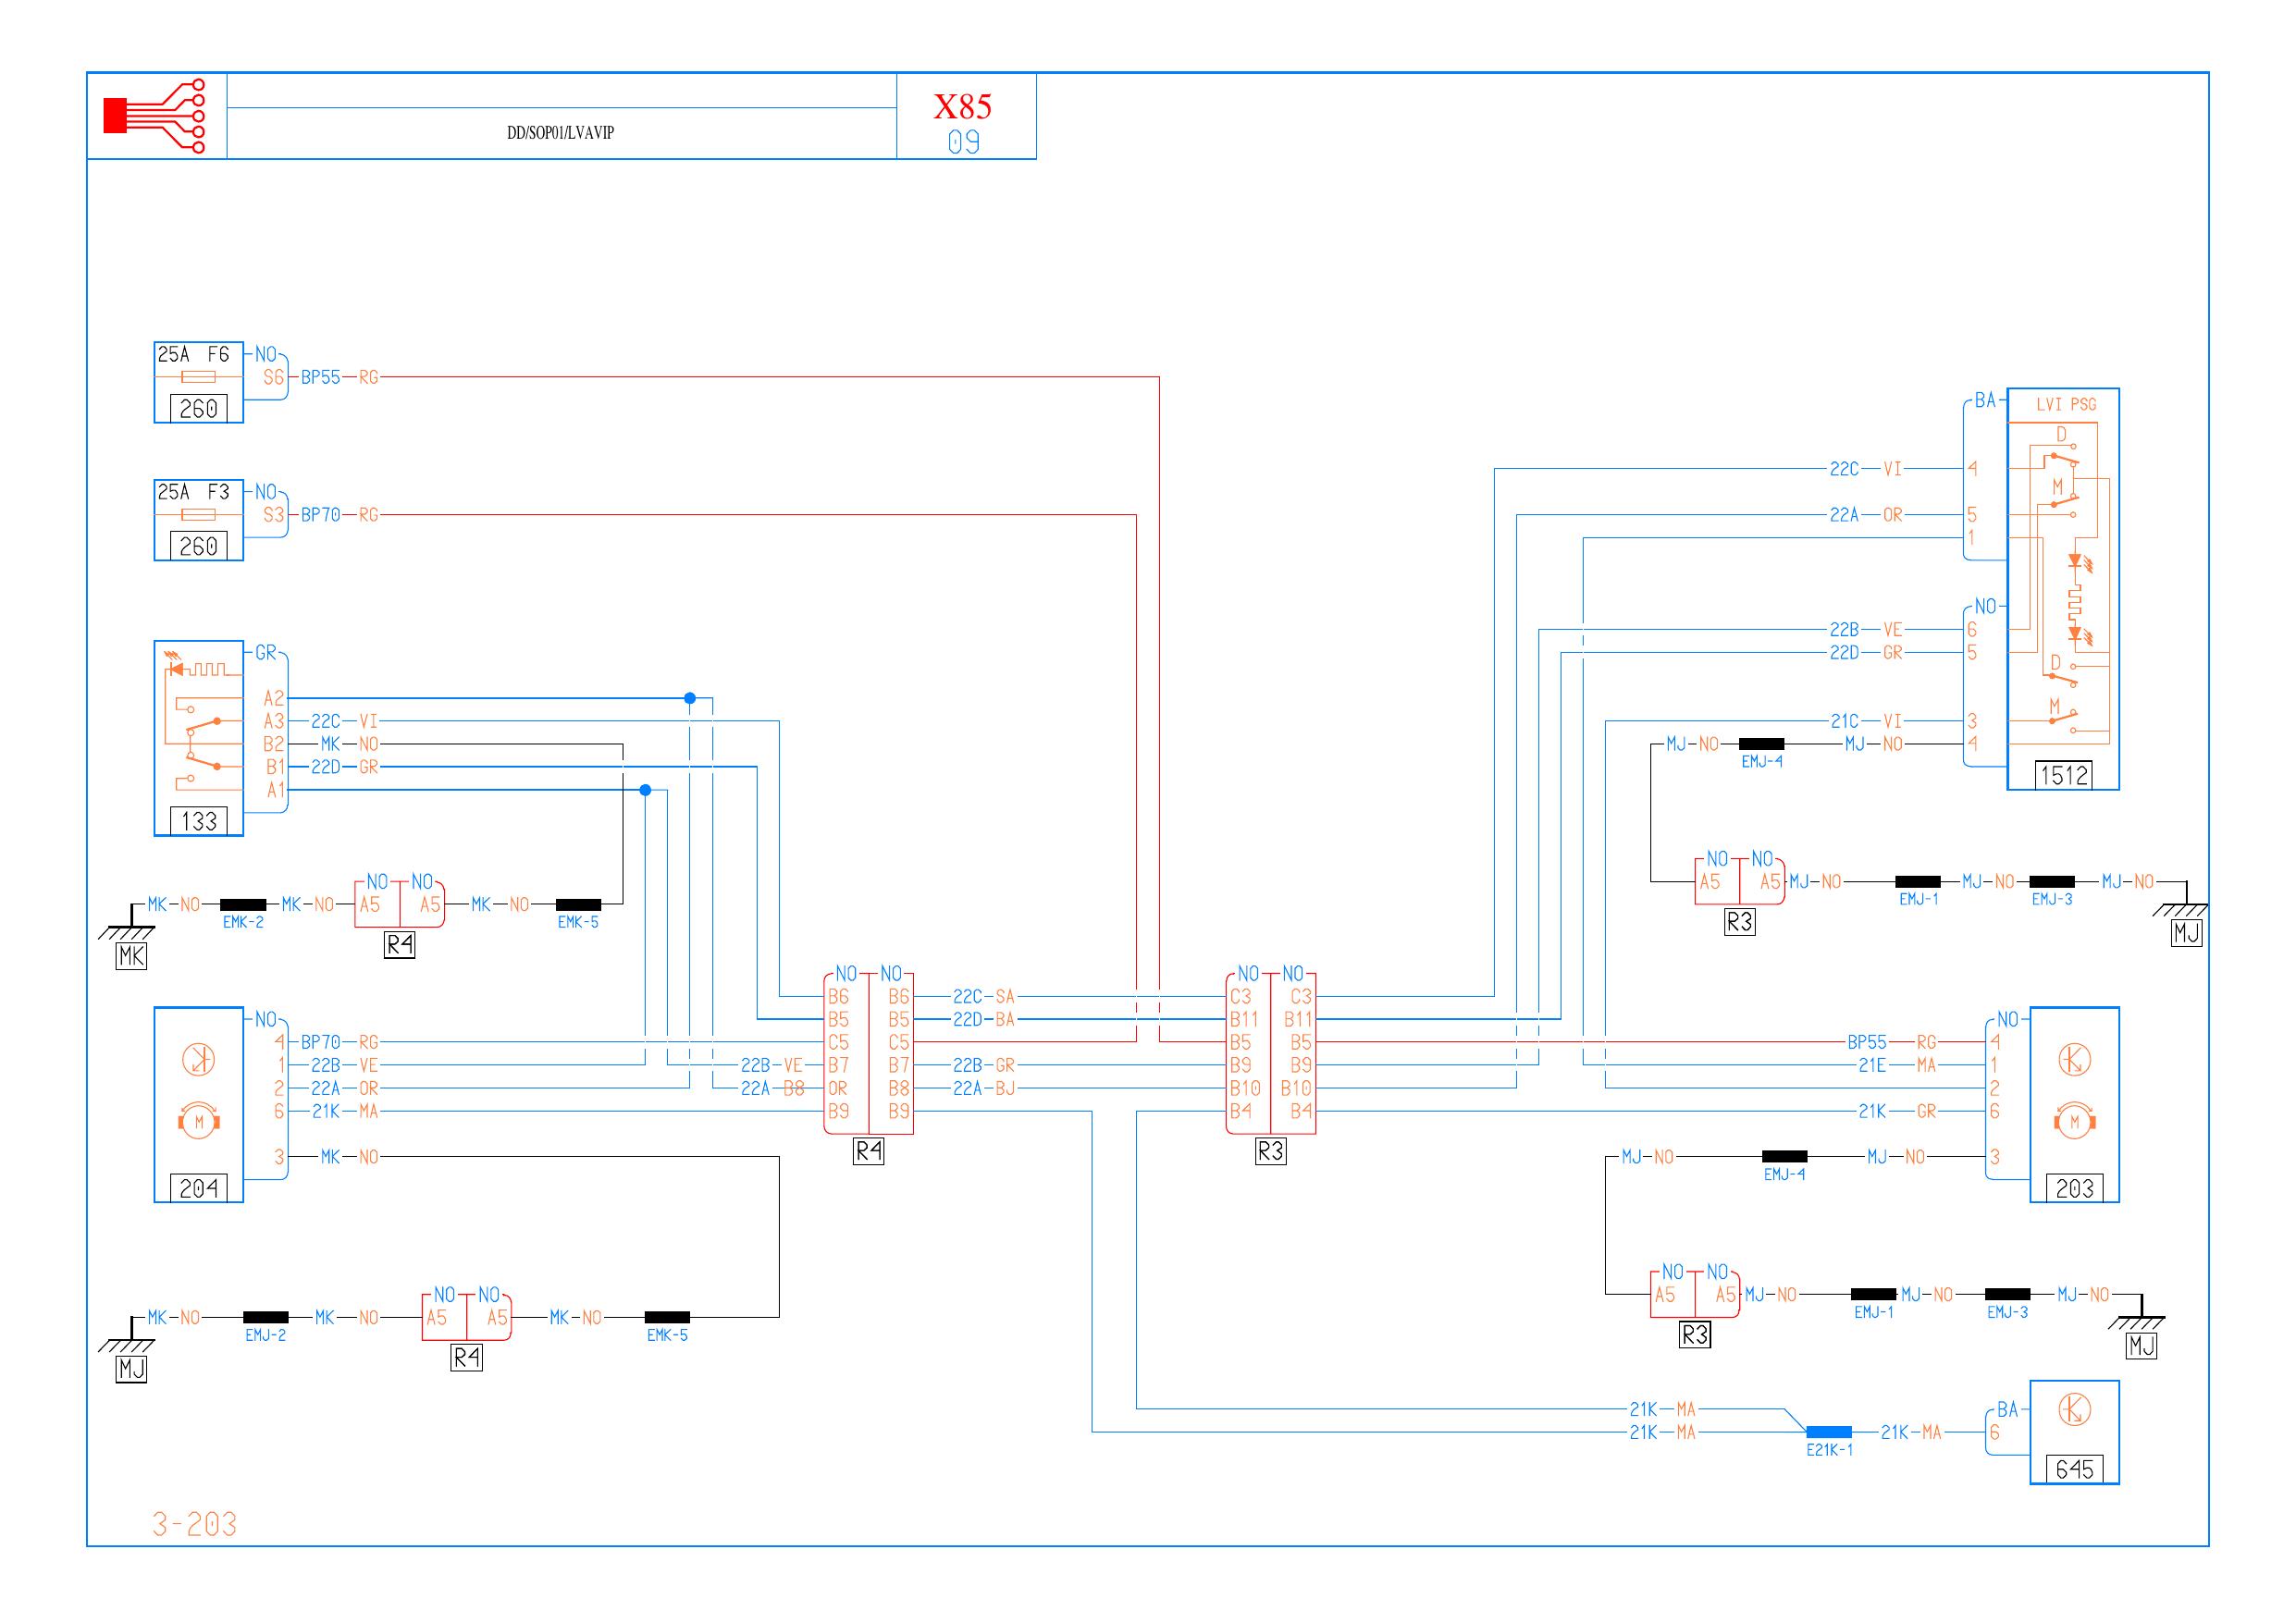 X85
DD/SOP01/LVAVIP
09
25A F6 NO
S6 BP55 RG
260
BA LVI PSG
D
22C VI 4
M
25A F3 NO
S3 BP70 RG
22A OR 5
1
260
NO
22B VE 6
22D GR 5
GR
D
A2
M
A3 22C VI
21C VI 3
B2 MK NO
MJ NO EMJ-4 MJ NO 4
B1 22D GR
1512
A1
133
NO NO
A5 A5 MJ NO EMJ-1 MJ NO EMJ-3 MJ NO
R3
MJ
NO NO
MK NO EMK-2 MK NO A5 A5 MK NO EMK-5
R4
MK
NO NO NO NO
B6 B6 22C SA C3 C3
NO B5 B5 22D BA B11 B11 NO
4 BP70 RG C5 C5 B5 B5 BP55 RG 4
1 22B VE 22B VE B7 B7 22B GR B9 B9 21E MA 1
2 22A OR 22A B8 OR B8 22A BJ B10 B10 2
6 21K MA B9 B9 B4 B4 21K GR 6
M M
R4 R3
3 MK NO
MJ NO EMJ-4 MJ NO 3
204 203
NO NO
A5 A5 MJ NO EMJ-1 MJ NO EMJ-3 MJ NO
R3
MJ
NO NO
MK NO EMJ-2 MK NO A5 A5 MK NO EMK-5
R4
MJ
21K MA BA
21K MA E21K-1 21K MA 6
645
3-203